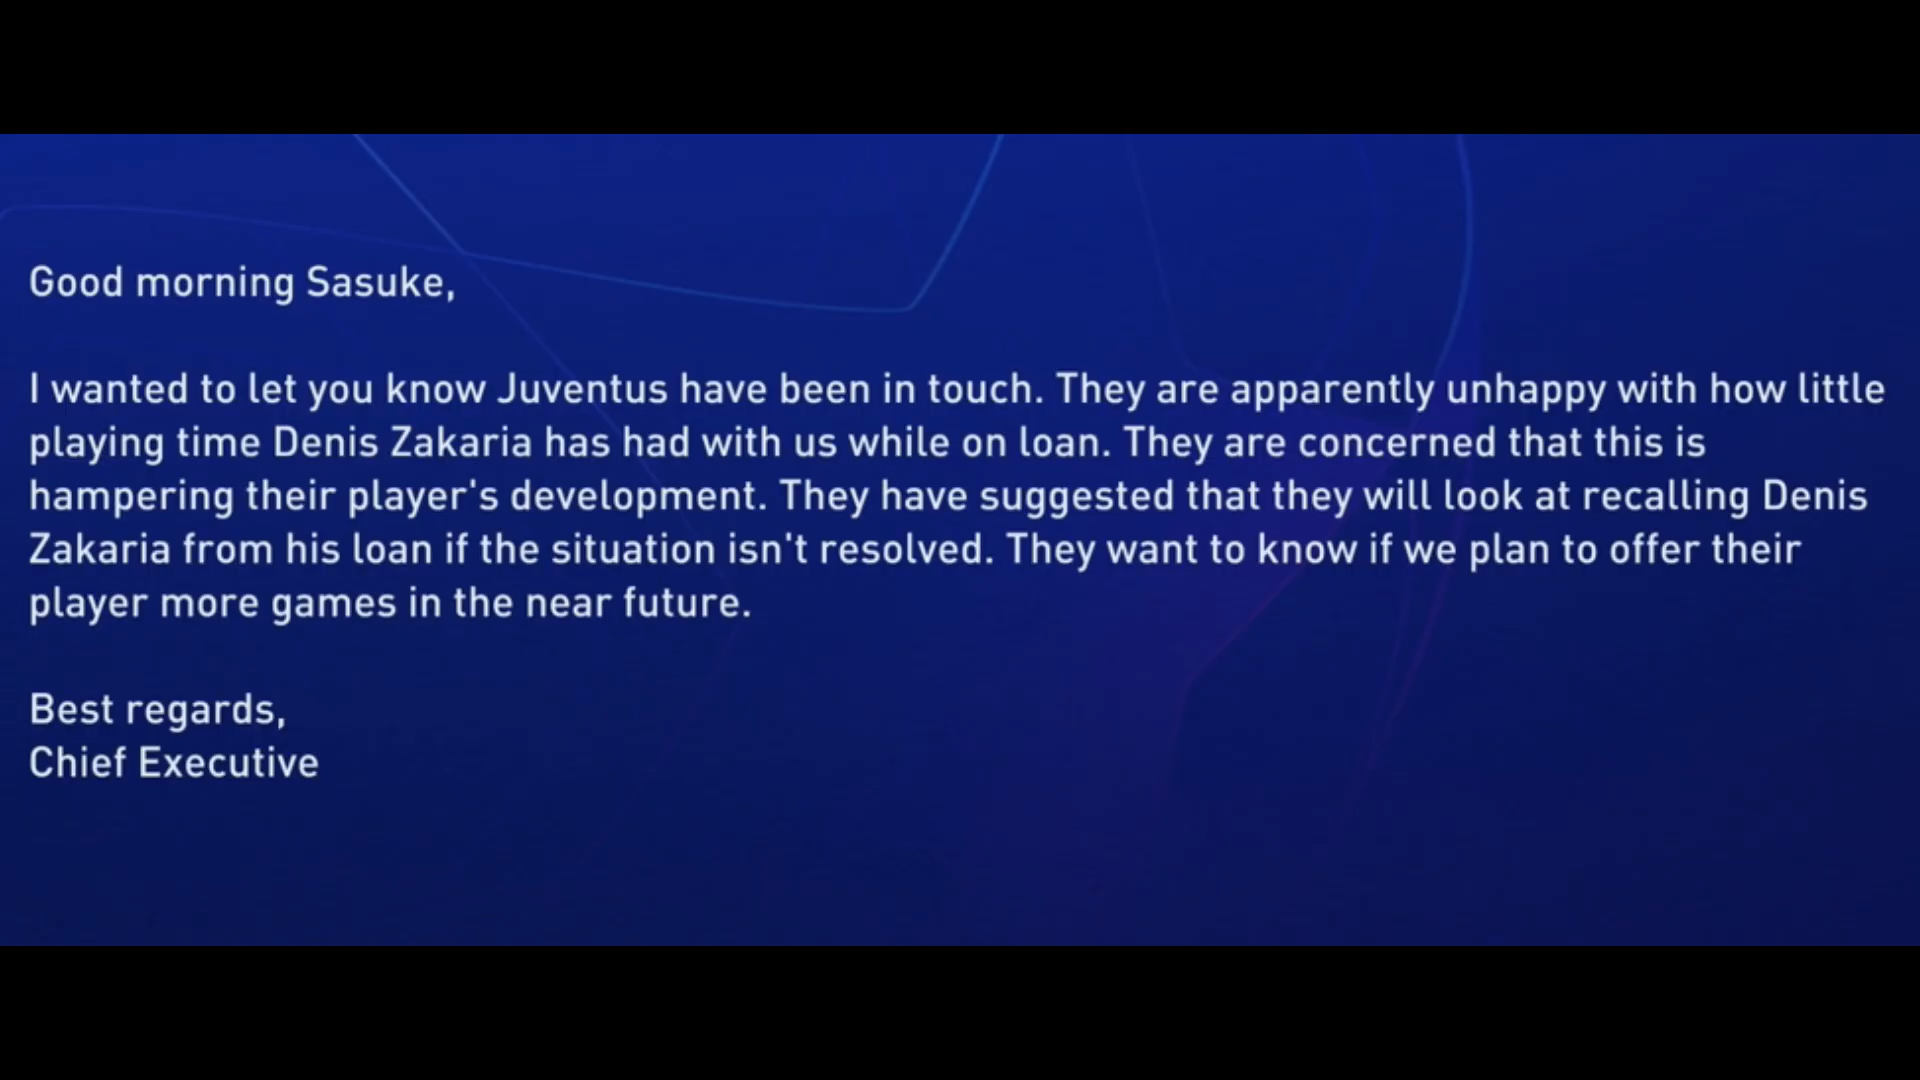 Good morning Sasuke,
I wanted to let you know Juventus have been in touch. They are apparently unhappy with how little
playing time Denis Zakaria has had with us while on loan. They are concerned that this is
hampering their player's development. They have suggested that they will look at recalling Denis
Zakaria from his loan if the situation isn't resolved. They want to know if we plan to offer their
player more games in the near future.
Best regards,
Chief Executive